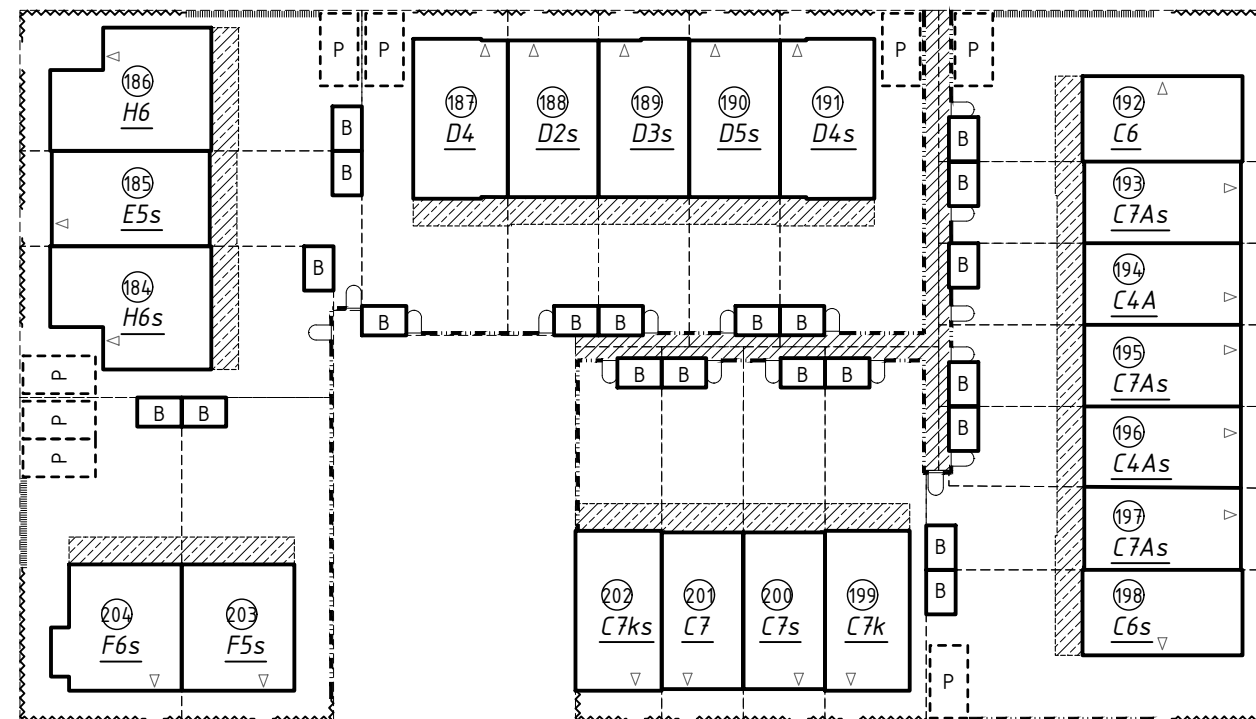 P
P
P
P
186
H6
187
D4
188
D2s
189
D3s
190
D5s
191
D4s
192
C6
B
B
B
B
185
E5s
193
C7As
B
B
184
H6s
194
C4A
B
B
B
B
B
195
C7As
P
P
P
B
B
B
B
B
B
B
B
196
C4As
197
C7As
B
B
204
F6s
203
F5s
202
C7ks
201
C7
200
C7s
199
C7k
198
C6s
P